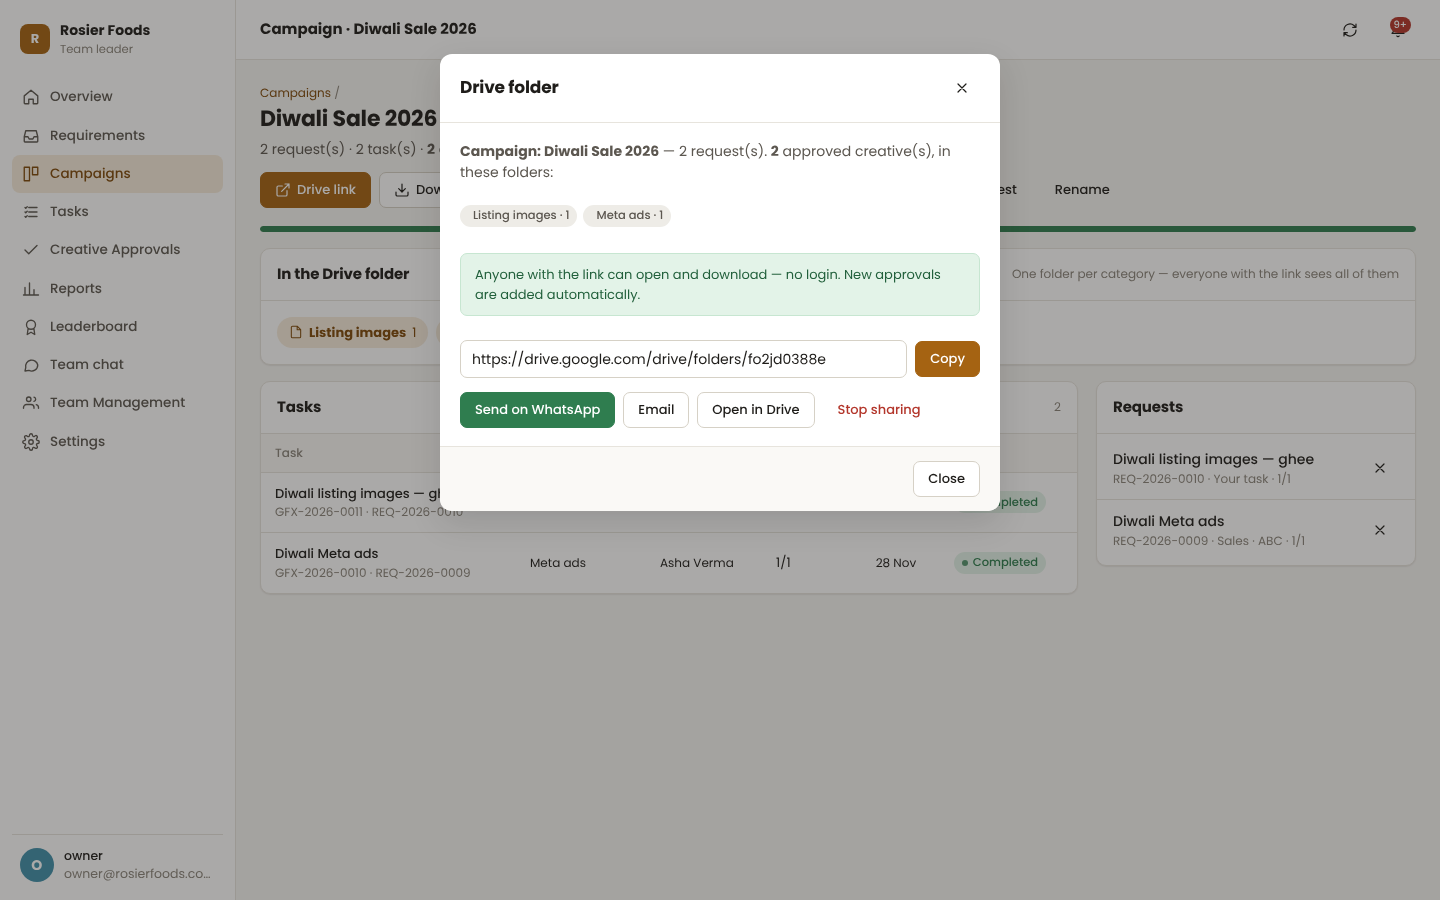 Rosier Foods
R
Team leader
Overview
Requirements
Campaigns
Tasks
Creative Approvals
Reports
Leaderboard
Team chat
Team Management
Settings
O
owner
owner@rosierfoods.co...
Campaign · Diwali Sale 2026
9+
Campaigns /
Diwali Sale 2026
2 request(s) · 2 task(s) · 2
Drive link
Rename
In the Drive folder
One folder per category — everyone with the link sees all of them
Listing images 1
Tasks
2
Task
Diwali listing images —
GFX-2026-0011 · REQ-2026-0010
Diwali Meta ads
GFX-2026-0010 · REQ-2026-0009
Meta ads
Asha Verma
1/1
28 Nov
Completed
Requests
Diwali listing images — ghee
REQ-2026-0010 · Your task · 1/1
Diwali Meta ads
REQ-2026-0009 · Sales · ABC · 1/1
Drive folder
Campaign: Diwali Sale 2026 — 2 request(s). 2 approved creative(s), in
these folders:
Listing images · 1
Meta ads · 1
Anyone with the link can open and download — no login. New approvals
are added automatically.
https://drive.google.com/drive/folders/fo2jd0388e
Copy
Send on WhatsApp
Email
Open in Drive
Stop sharing
Close